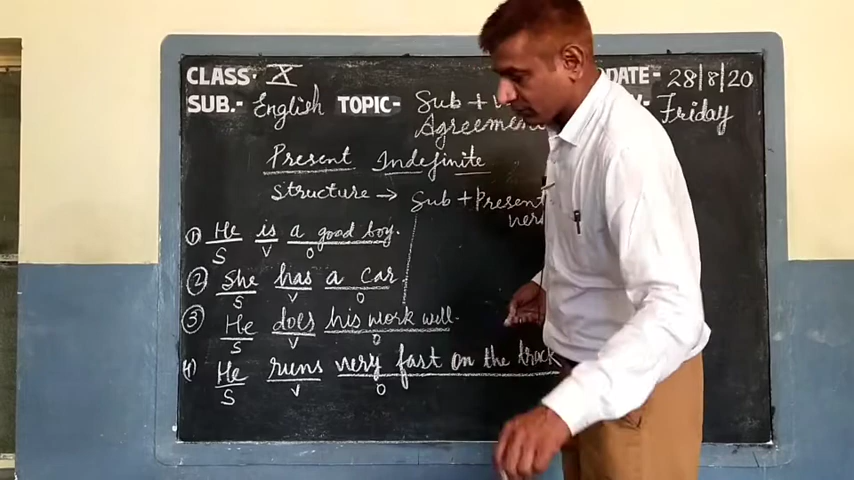 CLASS - X
DATE - 28/8/20
SUB. - English TOPIC - Sub +
Friday
Agreemen
Present Indefinite
Structure → Sub + Present
verb
① He is a good boy.
S V O
② She has a car
S V O
③ He does his work well.
S V O
④ He runs very fast on the track
S V O